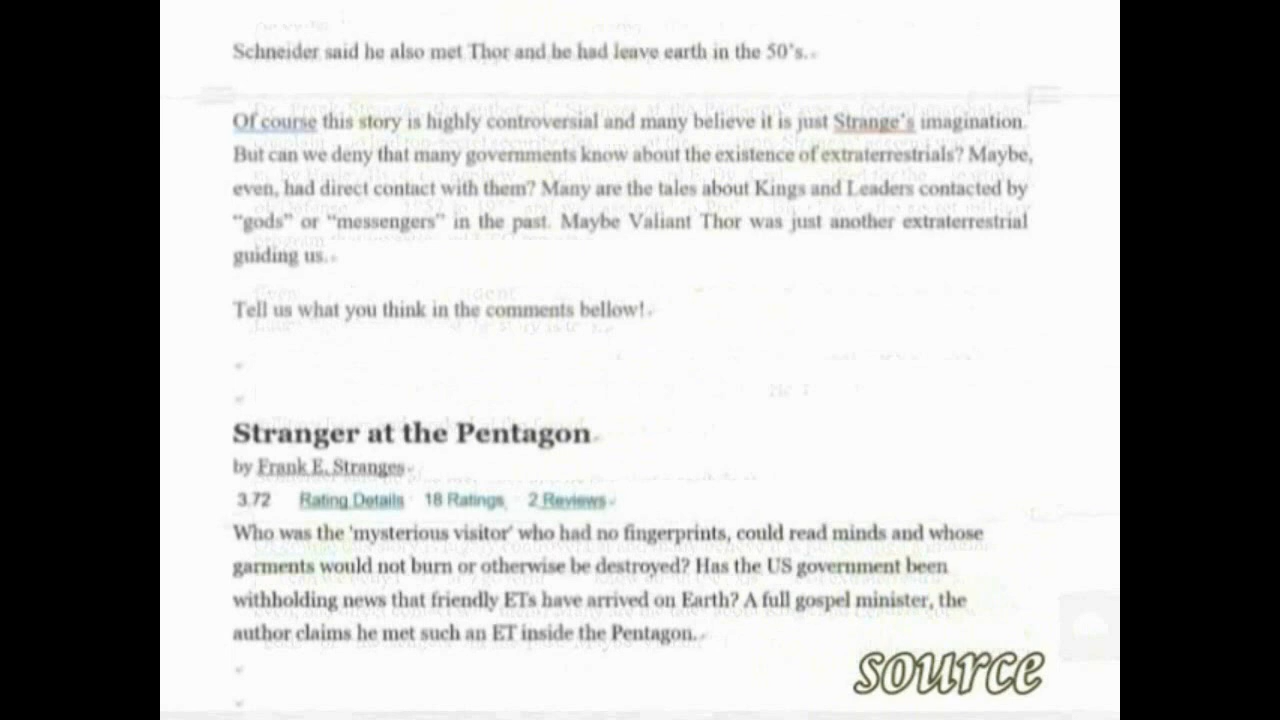 Schneider said he also met Thor and he had leave earth in the 50's.
Of course this story is highly controversial and many believe it is just Strange's imagination.
But can we deny that many governments know about the existence of extraterrestrials? Maybe,
even, had direct contact with them? Many are the tales about Kings and Leaders contacted by
"gods" or "messengers" in the past. Maybe Valiant Thor was just another extraterrestrial
guiding us.
Tell us what you think in the comments bellow!
Stranger at the Pentagon
by Frank E. Stranges
3.72 Rating Details · 18 Ratings 2 Reviews
Who was the 'mysterious visitor' who had no fingerprints, could read minds and whose
garments would not burn or otherwise be destroyed? Has the US government been
withholding news that friendly ETs have arrived on Earth? A full gospel minister, the
author claims he met such an ET inside the Pentagon.
source